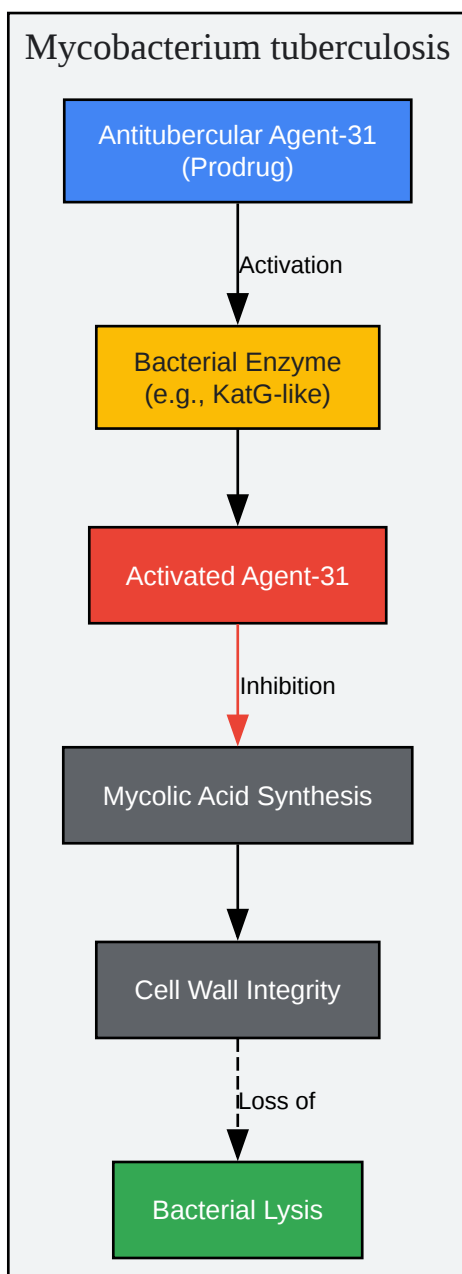 Mycobacterium tuberculosis
Antitubercular Agent-31
(Prodrug)
Activation
Bacterial Enzyme
(e.g., KatG-like)
Activated Agent-31
Inhibition
Mycolic Acid Synthesis
Cell Wall Integrity
Loss of
Bacterial Lysis